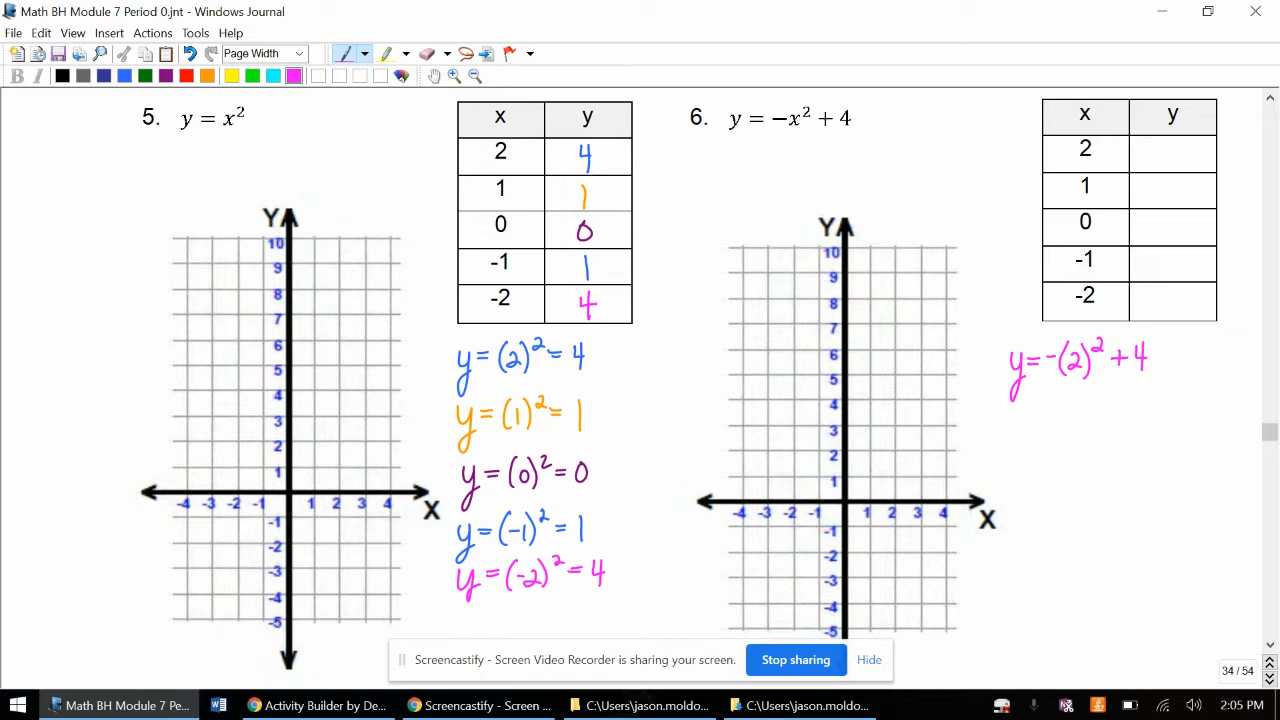 Math BH Module 7 Period 0.jnt - Windows Journal
File Edit View Insert Actions Tools Help
Page Width
B I
5. y = x²
x y
2 4
1 1
0 0
-1 1
-2 4
y = (2)² = 4
y = (1)² = 1
y = (0)² = 0
y = (-1)² = 1
y = (-2)² = 4
Y
10
9
8
7
6
5
4
3
2
1
-4 -3 -2 -1 1 2 3 4
X
-1
-2
-3
-4
-5
6. y = −x² + 4
x y
2
1
0
-1
-2
y = -(2)² + 4
Y
10
9
8
7
6
5
4
3
2
1
-4 -3 -2 -1 1 2 3 4
X
-1
-2
-3
-4
-5
Screencastify - Screen Video Recorder is sharing your screen. Stop sharing Hide
34 / 54
Math BH Module 7 Pe... Activity Builder by De... Screencastify - Screen ... C:\Users\jason.moldo... C:\Users\jason.moldo... 2:05 PM